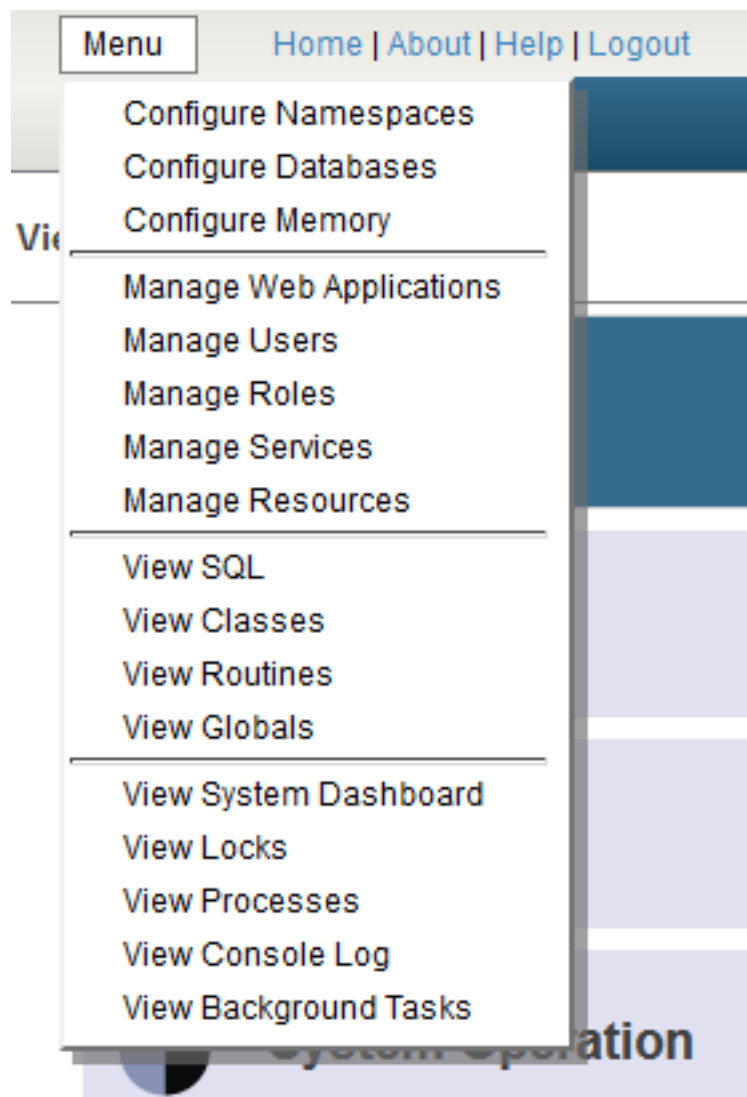 Menu Home | About | Help | Logout
Configure Namespaces
Configure Databases
Configure Memory
Manage Web Applications
Manage Users
Manage Roles
Manage Services
Manage Resources
View SQL
View Classes
View Routines
View Globals
View System Dashboard
View Locks
View Processes
View Console Log
View Background Tasks
System Operation